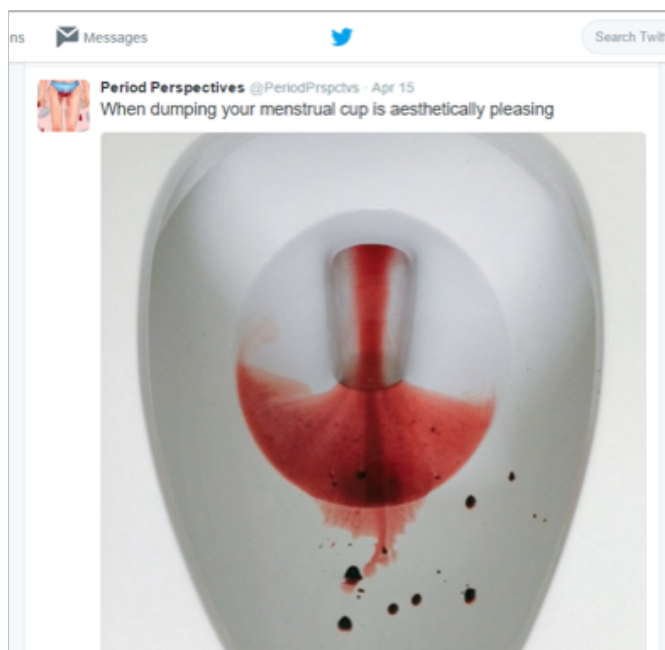 ns Messages Search Twit
Period Perspectives @PeriodPrspctvs · Apr 15
When dumping your menstrual cup is aesthetically pleasing